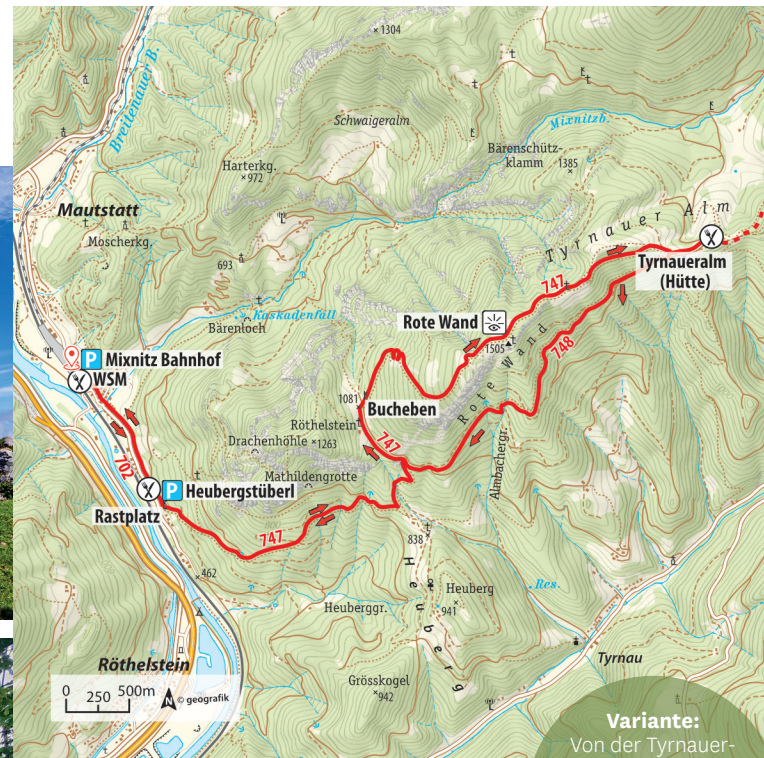 1304
Breitenauer B.
Schwaigeralm
Mixnitzb.
Bärenschütz-
klamm
1385
Harterkg.
972
Mautstatt
Moscherkg.
693
Tyrnauer Alm
Tyrnaueralm
(Hütte)
747
Kaskadenfall
Bärenloch
Rote Wand
1505
Rote Wand
748
Mixnitz Bahnhof
P
WSM
1081
Bucheben
Röthelstein
Drachenhöhle
1263
747
Almbachergr.
Mathildengrotte
702
P
Heubergstüberl
Rastplatz
747
838
Heuberg
462
Res.
Heuberg
941
Heuberggr.
Tyrnau
Röthelstein
Grösskogel
942
0 250 500m
N
© geografik
Variante:
Von der Tyrnauer-